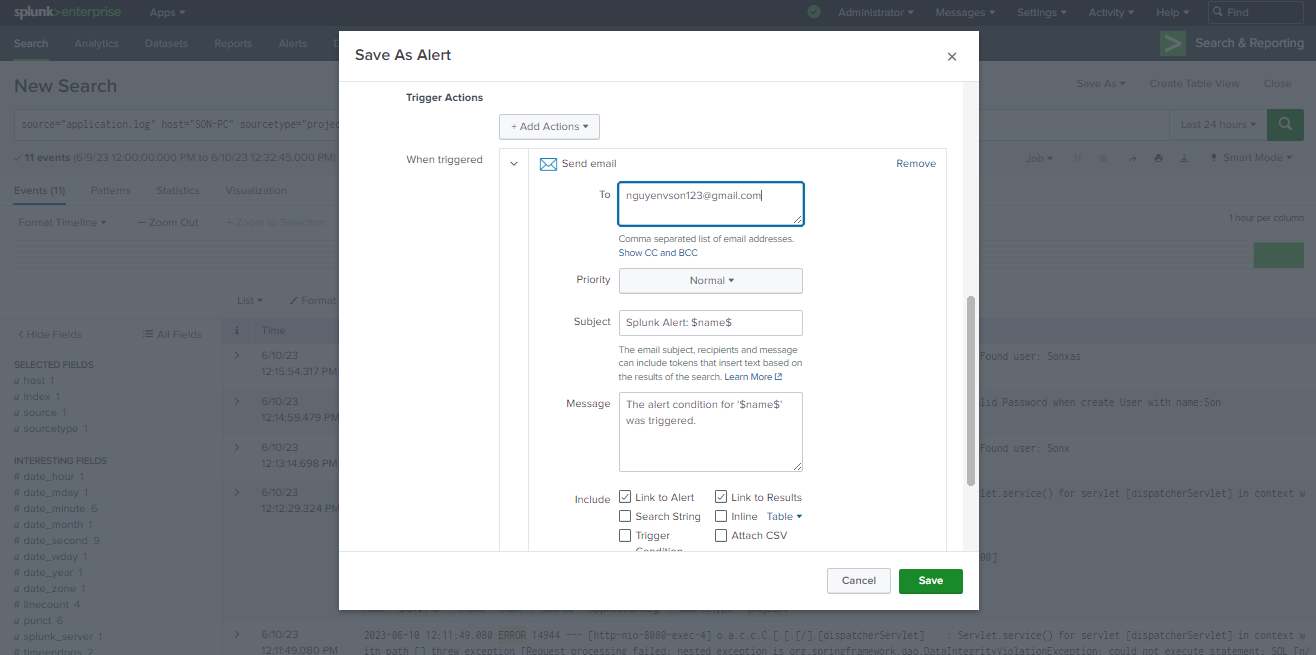 splunk>enterprise Apps Administrator Messages Settings Activity Help Find
Search Analytics Datasets Reports Alerts Search & Reporting
Save As Alert
New Search Save As Create Table View Close
source="application.log" host="SON-PC" Last 24 hours
11 events (6/9/23 12:00:00.000 PM to 6/10/23 12:32:45.000 PM) Job Smart Mode
Events (11) Patterns Statistics Visualization
Format Timeline − Zoom Out + Zoom to Selection 1 hour per column
List Format
Hide Fields All Fields i Time
SELECTED FIELDS
a host 1
a index 1
a source 1
a sourcetype 1
INTERESTING FIELDS
# date_hour 1
# date_mday 1
# date_minute 6
a date_month 1
# date_second 9
a date_wday 1
# date_year 1
a date_zone 1
# linecount 4
a punct 6
a splunk_server 1
# timeendpos 2
6/10/23
12:15:54.317 PM
Found user: Sonxas
6/10/23
12:14:59.479 PM
lid Password when create User with name:Son
6/10/23
12:13:14.698 PM
Found user: Sonx
6/10/23
12:12:29.324 PM
let.service() for servlet [dispatcherServlet] in context w
00]
6/10/23
12:11:49.080 PM
2023-06-10 12:11:49.080 ERROR 14944 --- [http-nio-8080-exec-4] o.a.c.c.C.[.[.[/].[dispatcherServlet] : Servlet.service() for servlet [dispatcherServlet] in context w
ith path [] threw exception [Request processing failed; nested exception is org.springframework.dao.DataIntegrityViolationException: could not execute statement; SQL [n/
Trigger Actions
+ Add Actions
When triggered
Send email Remove
To nguyenvson123@gmail.com
Comma separated list of email addresses.
Show CC and BCC
Priority Normal
Subject Splunk Alert: $name$
The email subject, recipients and message
can include tokens that insert text based on
the results of the search. Learn More
Message The alert condition for '$name$'
was triggered.
Include Link to Alert Link to Results
Search String Inline Table
Trigger Attach CSV
Condition
Cancel Save